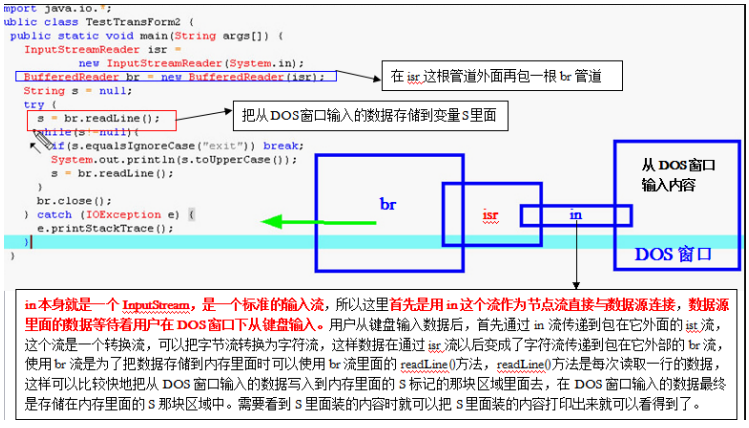 mport java.io.*;
ublic class TestTransForm2 {
public static void main(String args[]) {
InputStreamReader isr =
new InputStreamReader(System.in);
BufferedReader br = new BufferedReader(isr);
在 isr 这根管道外面再包一根 br 管道
String s = null;
try {
s = br.readLine();
把从DOS窗口输入的数据存储到变量S里面
while(s!=null){
if(s.equalsIgnoreCase("exit")) break;
System.out.println(s.toUpperCase());
s = br.readLine();
}
br.close();
} catch (IOException e) {
e.printStackTrace();
}
}
br
isr
in
从 DOS窗口
输入内容
DOS 窗口
in 本身就是一个 InputStream，是一个标准的输入流，所以这里首先是用 in 这个流作为节点流直接与数据源连接，数据源
里面的数据等待着用户在 DOS窗口下从键盘输入。用户从键盘输入数据后，首先通过 in 流传递到包在它外面的 ist 流，
这个流是一个转换流，可以把字节流转换为字符流，这样数据在通过 isr 流以后变成了字符流传递到包在它外部的 br 流，
使用 br 流是为了把数据存储到内存里面时可以使用 br 流里面的 readLine()方法，readLine()方法是每次读取一行的数据，
这样可以比较快地把从 DOS 窗口输入的数据写入到内存里面的 S 标记的那块区域里面去，在 DOS 窗口输入的数据最终
是存储在内存里面的 S 那块区域中。需要看到 S 里面装的内容时就可以把 S 里面装的内容打印出来就可以看得到了。